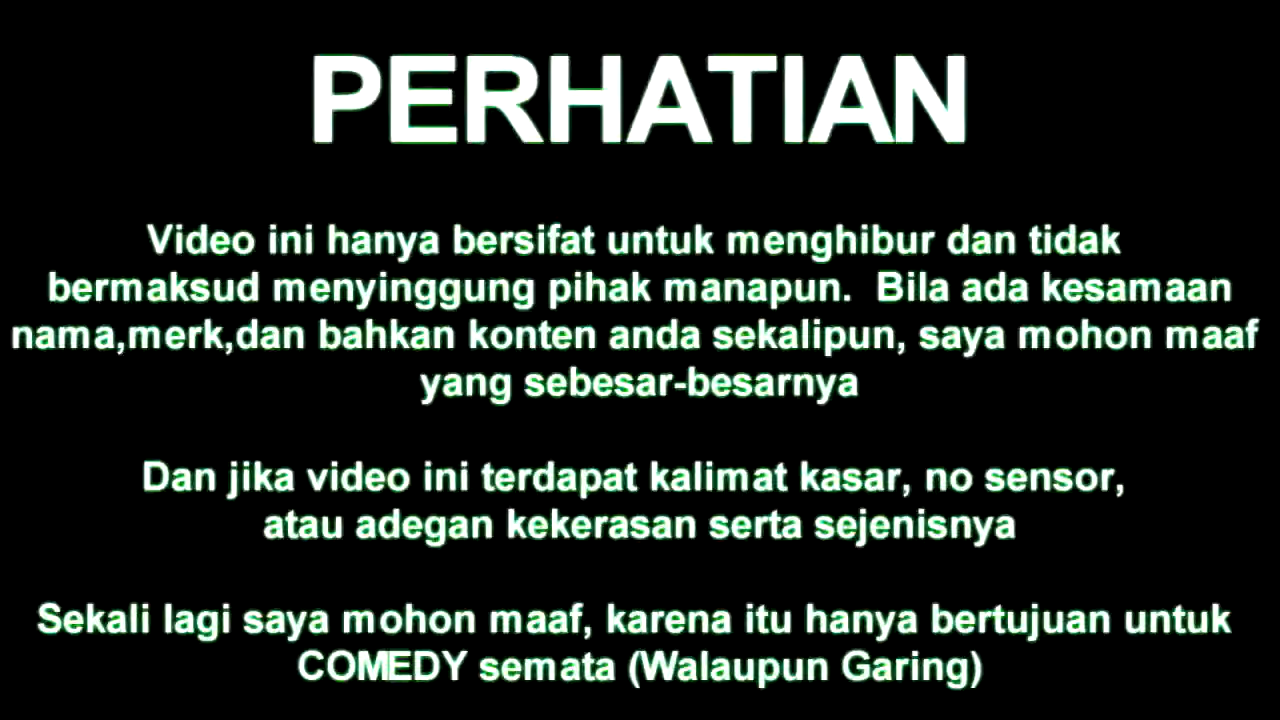 PERHATIAN
Video ini hanya bersifat untuk menghibur dan tidak
bermaksud menyinggung pihak manapun.  Bila ada kesamaan
nama,merk,dan bahkan konten anda sekalipun, saya mohon maaf
yang sebesar-besarnya
Dan jika video ini terdapat kalimat kasar, no sensor,
atau adegan kekerasan serta sejenisnya
Sekali lagi saya mohon maaf, karena itu hanya bertujuan untuk
COMEDY semata (Walaupun Garing)